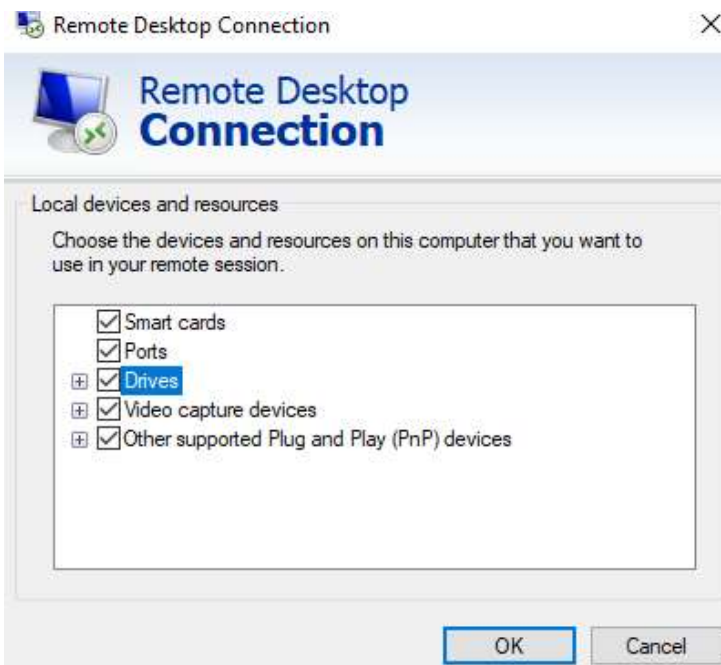 Remote Desktop Connection
Remote Desktop
Connection
Local devices and resources
Choose the devices and resources on this computer that you want to
use in your remote session.
Smart cards
Ports
Drives
Video capture devices
Other supported Plug and Play (PnP) devices
OK Cancel